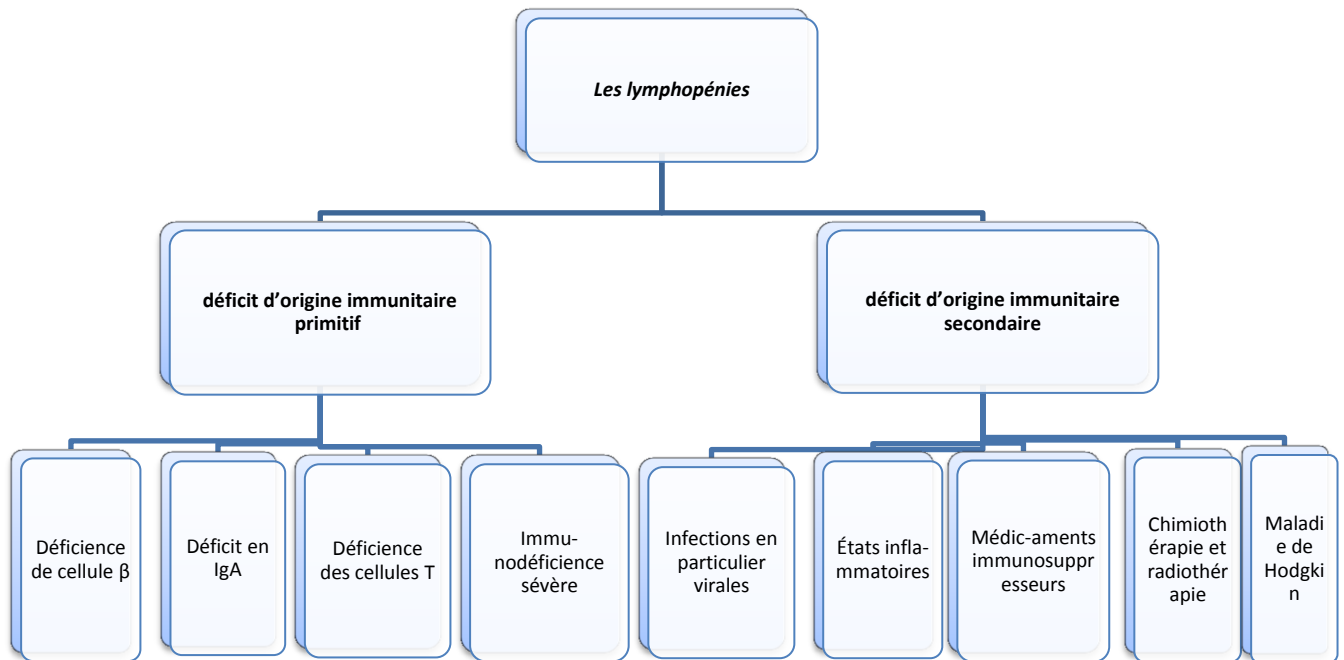 Les lymphopénies
déficit d’origine immunitaire
primitif
déficit d’origine immunitaire
secondaire
Déficience
de cellule β
Déficit en
IgA
Déficience
des cellules T
Immu-
nodéficience
sévère
Infections en
particulier
virales
États infla-
mmatoires
Médic-aments
immunosuppr
esseurs
Chimioth
érapie et
radiothér
apie
Maladi
e de
Hodgki
n